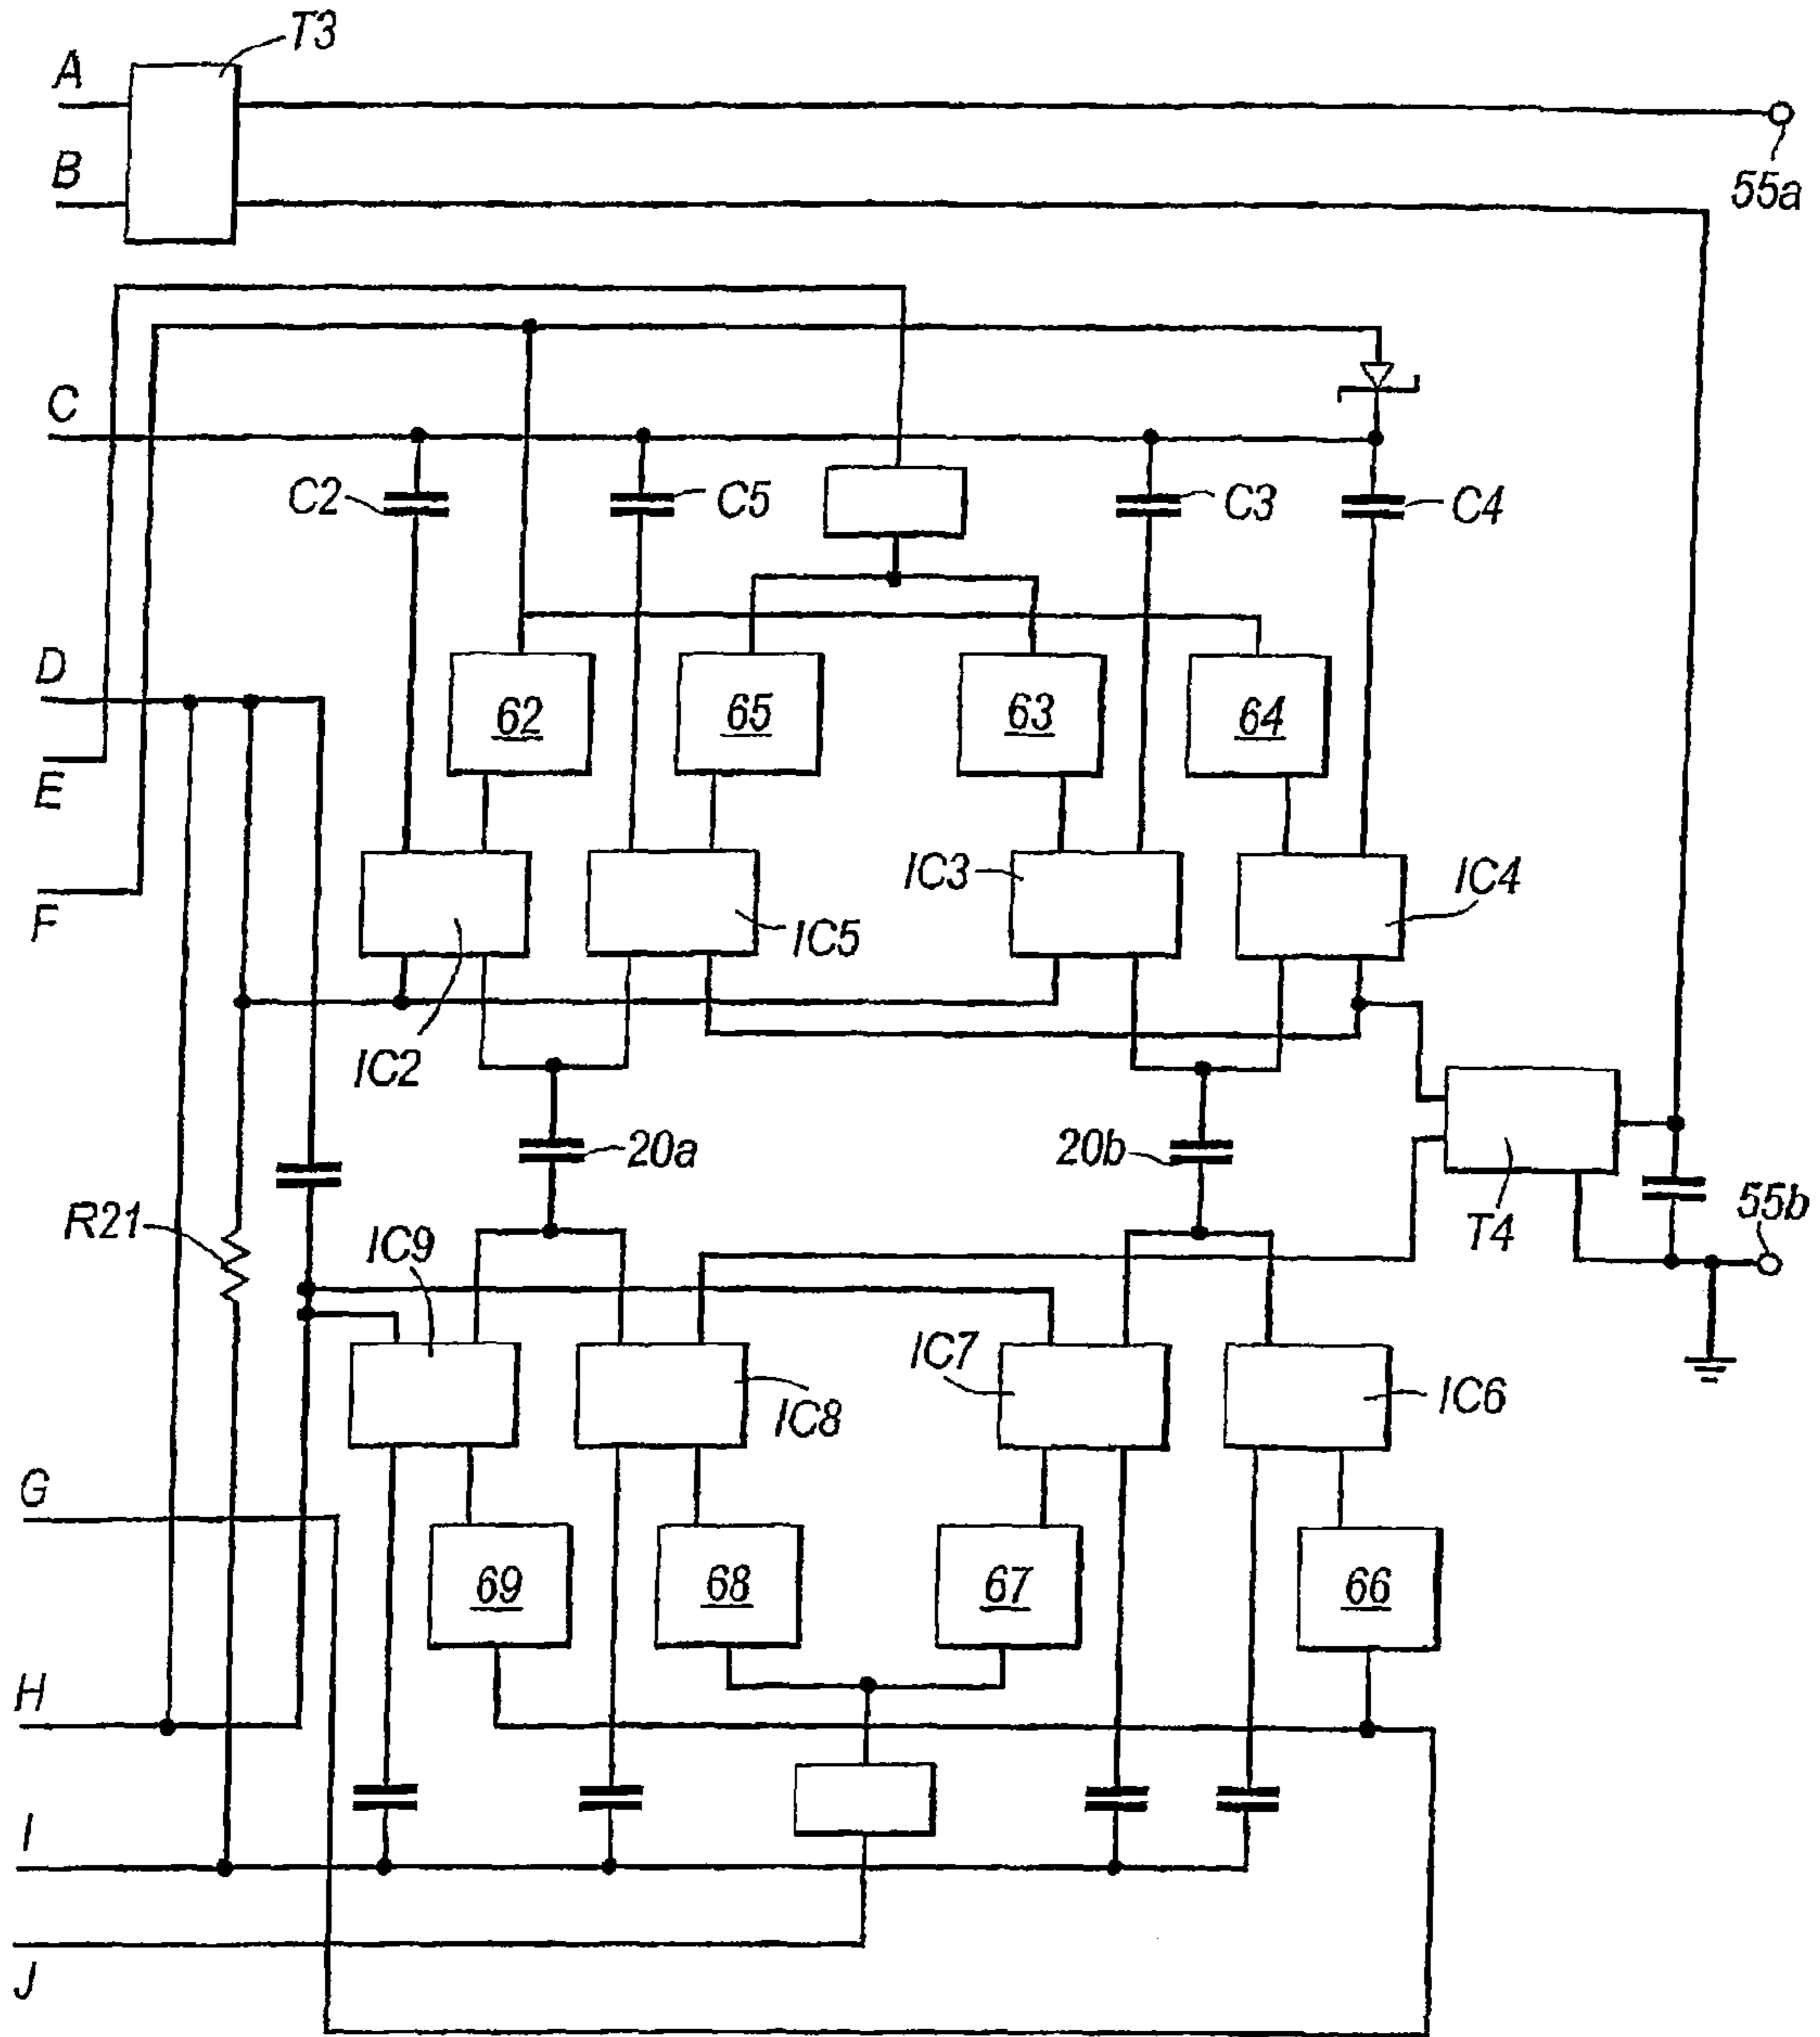 T3
A
B
55a
C
C2
C5
C3
C4
D
62
65
63
64
E
IC3
IC4
F
IC5
IC2
20a
20b
55b
R21
IC9
T4
IC7
IC8
IC6
G
69
68
67
66
H
I
J